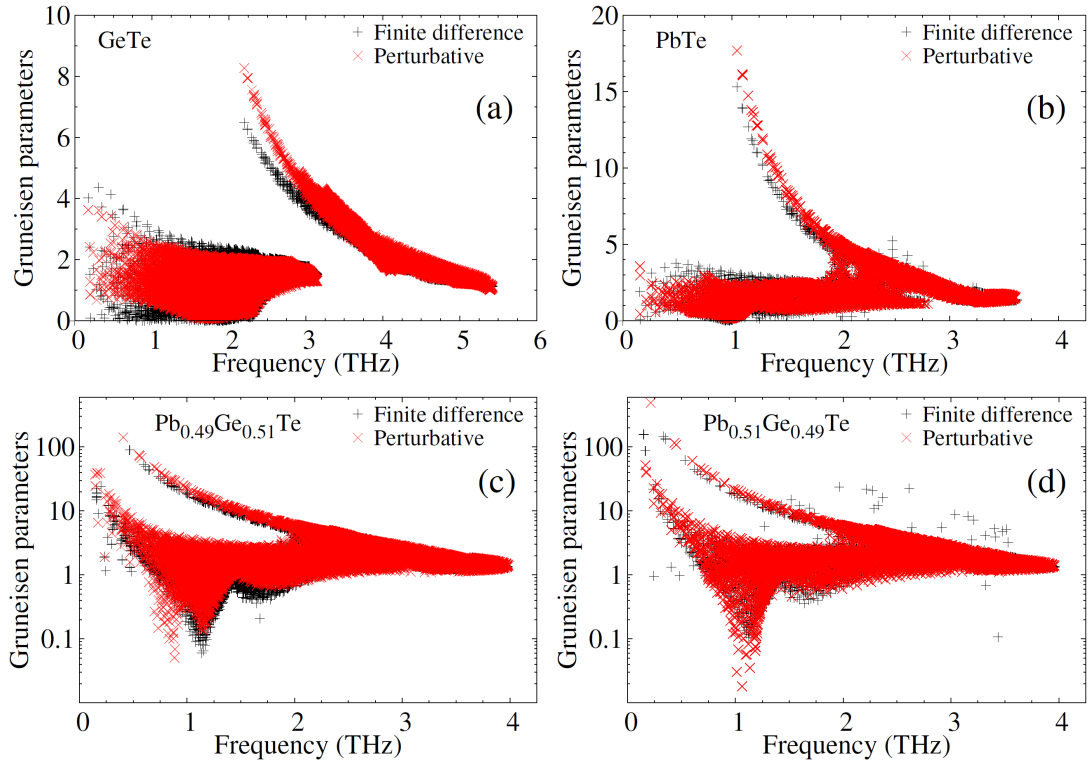 GeTe
+ Finite difference
× Perturbative
(a)
Gruneisen parameters
10
8
6
4
2
0
0 1 2 3 4 5 6
Frequency (THz)
PbTe
+ Finite difference
× Perturbative
(b)
Gruneisen parameters
20
15
10
5
0
0 1 2 3 4
Frequency (THz)
Pb0.49Ge0.51Te
+ Finite difference
× Perturbative
(c)
Gruneisen parameters
100
10
1
0.1
0 1 2 3 4
Frequency (THz)
Pb0.51Ge0.49Te
+ Finite difference
× Perturbative
(d)
Gruneisen parameters
100
10
1
0.1
0 1 2 3 4
Frequency (THz)